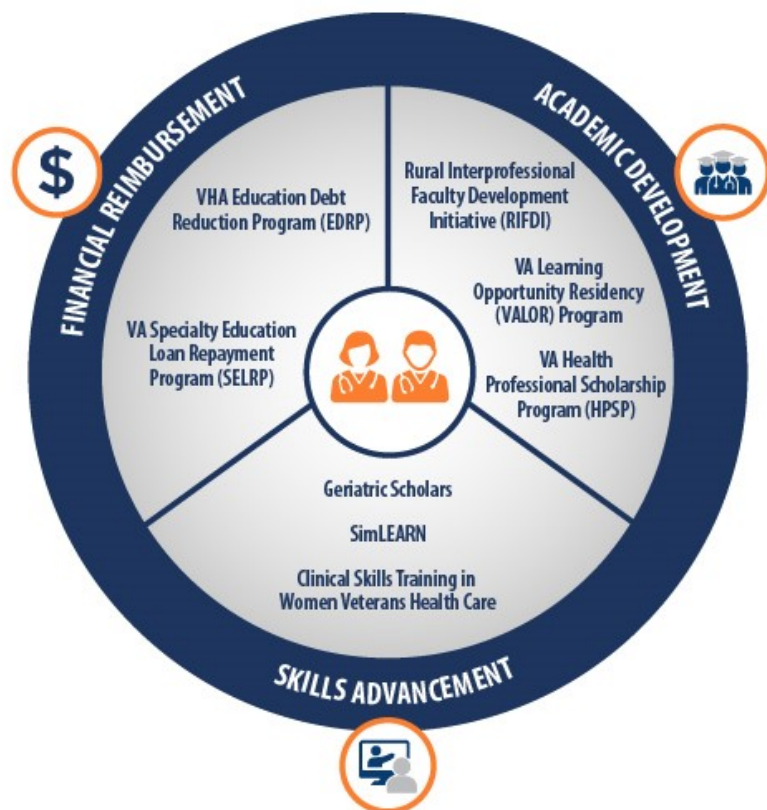 FINANCIAL REIMBURSEMENT
$
VHA Education Debt
Reduction Program (EDRP)
VA Specialty Education
Loan Repayment
Program (SELRP)
ACADEMIC DEVELOPMENT
Rural Interprofessional
Faculty Development
Initiative (RIFDI)
VA Learning
Opportunity Residency
(VALOR) Program
VA Health
Professional Scholarship
Program (HPSP)
Geriatric Scholars
SimLEARN
Clinical Skills Training in
Women Veterans Health Care
SKILLS ADVANCEMENT